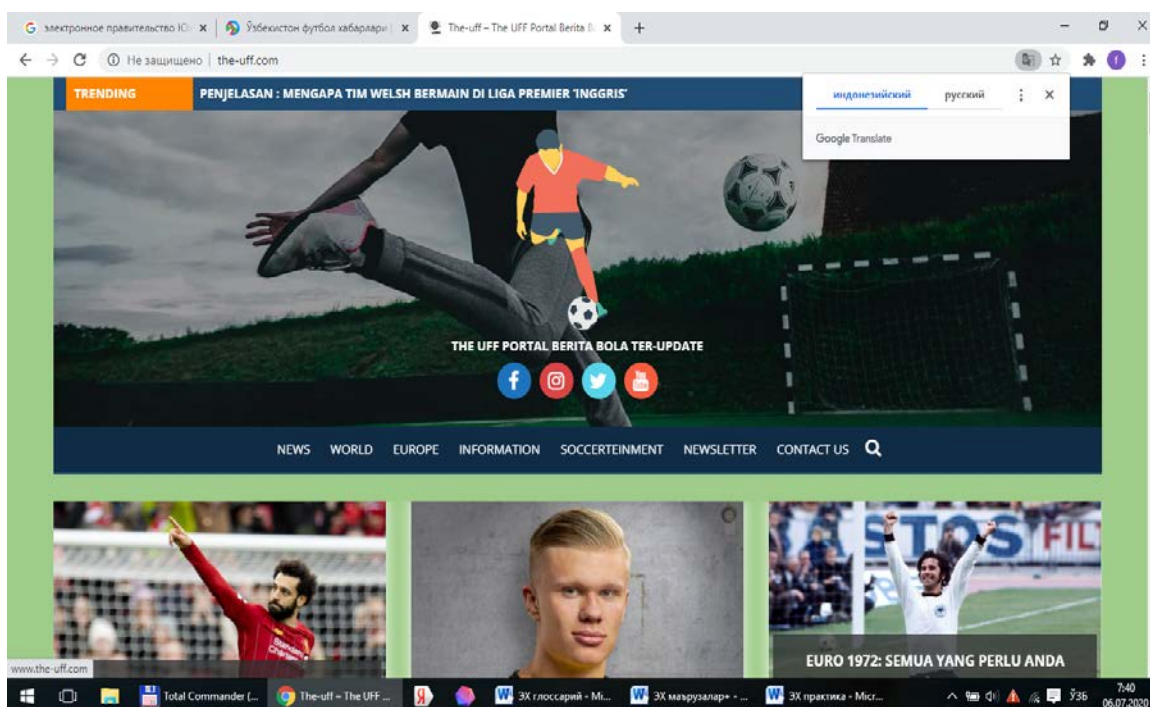 электронное правительство Ю
Ўзбекистон футбол хабарлари
The-uff – The UFF Portal Berita B
Не защищено
the-uff.com
TRENDING
PENJELASAN : MENGAPA TIM WELSH BERMAIN DI LIGA PREMIER 'INGGRIS'
индонезийский русский
Google Translate
THE UFF PORTAL BERITA BOLA TER-UPDATE
You
NEWS WORLD EUROPE INFORMATION SOCCERTEINMENT NEWSLETTER CONTACT US
Standard
Chartered
EURO 1972: SEMUA YANG PERLU ANDA
www.the-uff.com
Total Commander (...
The-uff – The UFF ...
ЭХ глоссарий - Mi...
ЭХ маърузалар+ - ...
ЭХ практика - Micr...
ЎЗБ
7:40
06.07.2020